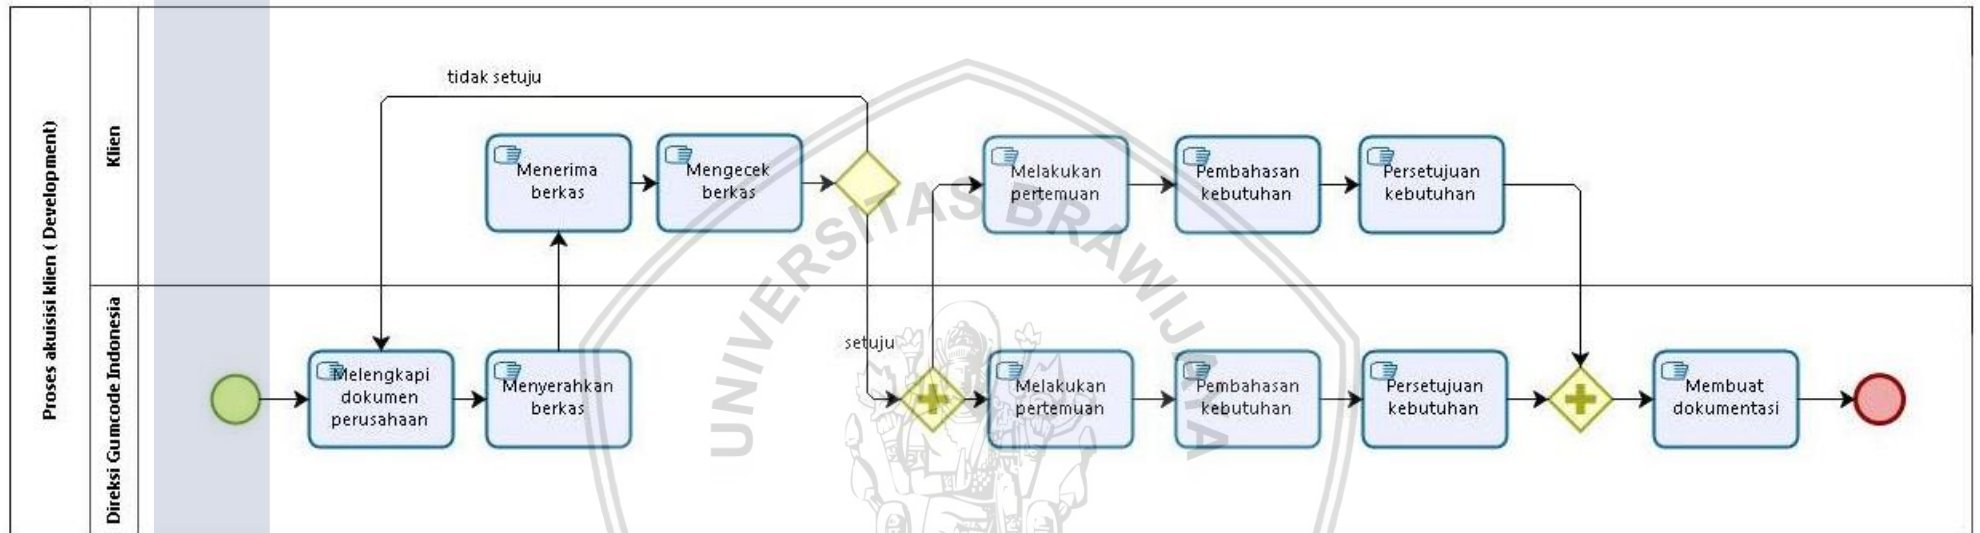 Proses akuisisi klien ( Development)
Klien
tidak setuju
Menerima
berkas
Mengecek
berkas
Melakukan
pertemuan
Pembahasan
kebutuhan
Persetujuan
kebutuhan
Direksi Gumcode Indonesia
Melengkapi
dokumen
perusahaan
Menyerahkan
berkas
setuju
Melakukan
pertemuan
Pembahasan
kebutuhan
Persetujuan
kebutuhan
Membuat
dokumentasi
UNIVERSITAS BRAWIJAYA